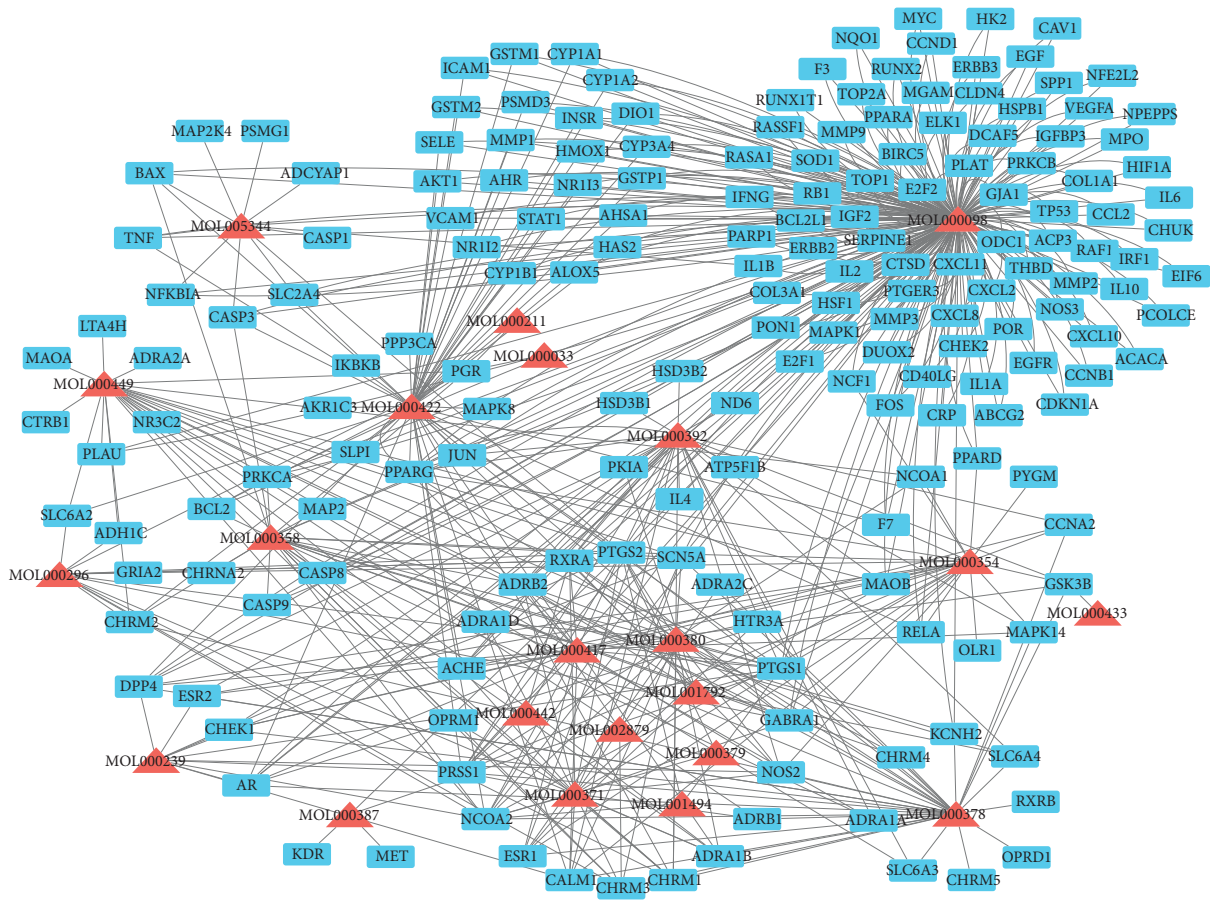 MYC
HK2
CAV1
NQO1
CCND1
GSTM1
CYP1A1
EGF
ICAM1
F3
RUNX2
ERBB3
CYP1A2
SPP1
NFE2L2
TOP2A
MGAM
CLDN4
GSTM2
PSMD3
RUNX1T1
HSPB1
VEGFA
NPEPPS
INSR
DIO1
PPARA
ELK1
MAP2K4
PSMG1
RASSF1
MMP9
DCAF5
IGFBP3
MPO
SELE
MMP1
HMOX1
CYP3A4
RASA1
SOD1
BIRC5
PLAT
PRKCB
HIF1A
BAX
ADCYAP1
AKT1
AHR
NR1I3
GSTP1
TOP1
COL1A1
IFNG
RB1
E2F2
GJA1
IL6
VCAM1
STAT1
AHSA1
BCL2L1
IGF2
MOL000098
TP53
CCL2
MOL005344
CHUK
TNF
CASP1
NR1I2
HAS2
PARP1
ERBB2
SERPINE1
ODC1
ACP3
RAF1
IRF1
CYP1B1
ALOX5
IL1B
IL2
CTSD
CXCL11
THBD
EIF6
NFKBIA
SLC2A4
COL3A1
PTGER3
CXCL2
MMP2
IL10
CASP3
HSF1
NOS3
PCOLCE
MOL000211
MMP3
CXCL8
LTA4H
PON1
MAPK1
POR
CXCL10
PPP3CA
MOL000033
DUOX2
CHEK2
MAOA
ADRA2A
E2F1
EGFR
ACACA
IKBKB
PGR
HSD3B2
NCF1
CD40LG
CCNB1
MOL000449
IL1A
AKR1C3
MOL000422
MAPK8
HSD3B1
ND6
FOS
CRP
ABCG2
CDKN1A
CTRB1
NR3C2
MOL000392
PLAU
SLPI
JUN
PPARD
PRKCA
PPARG
PKIA
ATP5F1B
NCOA1
PYGM
IL4
SLC6A2
BCL2
MAP2
ADH1C
F7
CCNA2
MOL000358
PTGS2
SCN5A
MOL000296
GRIA2
CHRNA2
CASP8
RXRA
MOL000354
ADRB2
ADRA2C
MAOB
GSK3B
CASP9
MOL000433
CHRM2
ADRA1D
HTR3A
RELA
MAPK14
MOL000417
MOL000380
OLR1
ACHE
PTGS1
DPP4
ESR2
MOL001792
MOL000442
OPRM1
GABRA1
CHEK1
MOL002879
KCNH2
MOL000239
MOL000379
CHRM4
SLC6A4
PRSS1
NOS2
AR
MOL000371
MOL001494
RXRB
MOL000387
NCOA2
ADRB1
ADRA1A
MOL000378
KDR
MET
ESR1
ADRA1B
OPRD1
SLC6A3
CALM1
CHRM3
CHRM1
CHRM5